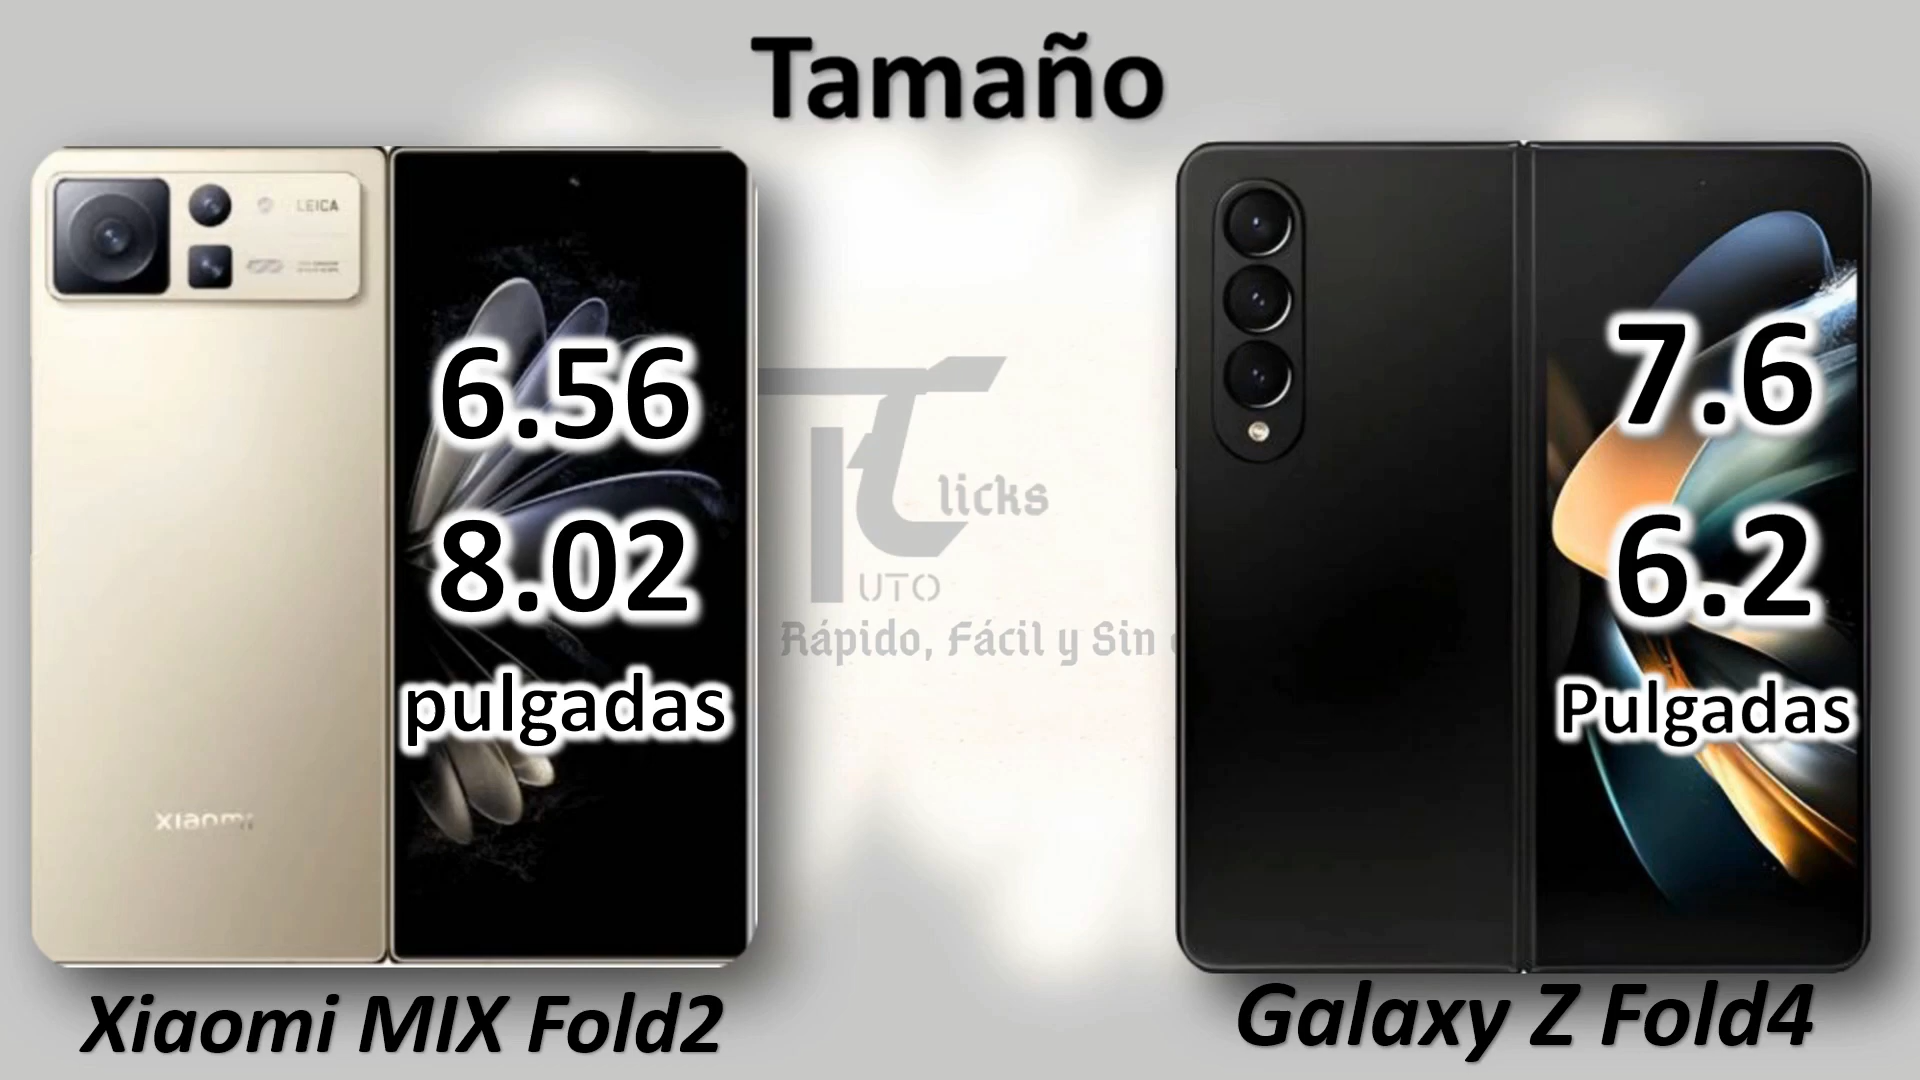 Tamaño
LEICA
6.56
8.02
pulgadas
xiaomi
Xiaomi MIX Fold2
licks
UTO
Rápido, Fácil y Sin
7.6
6.2
Pulgadas
Galaxy Z Fold4